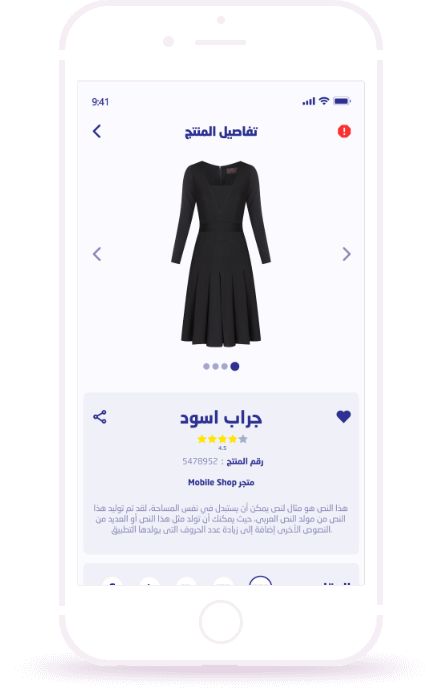 9:41
تفاصيل المنتج
جراب اسود
4.5
رقم المنتج : 5478952
متجر Mobile Shop
هذا النص هو مثال لنص يمكن أن يستبدل في نفس المساحة، لقد تم توليد هذا
النص من مولد النص العربى، حيث يمكنك أن تولد مثل هذا النص أو العديد من
النصوص الأخرى إضافة إلى زيادة عدد الحروف التى يولدها التطبيق.